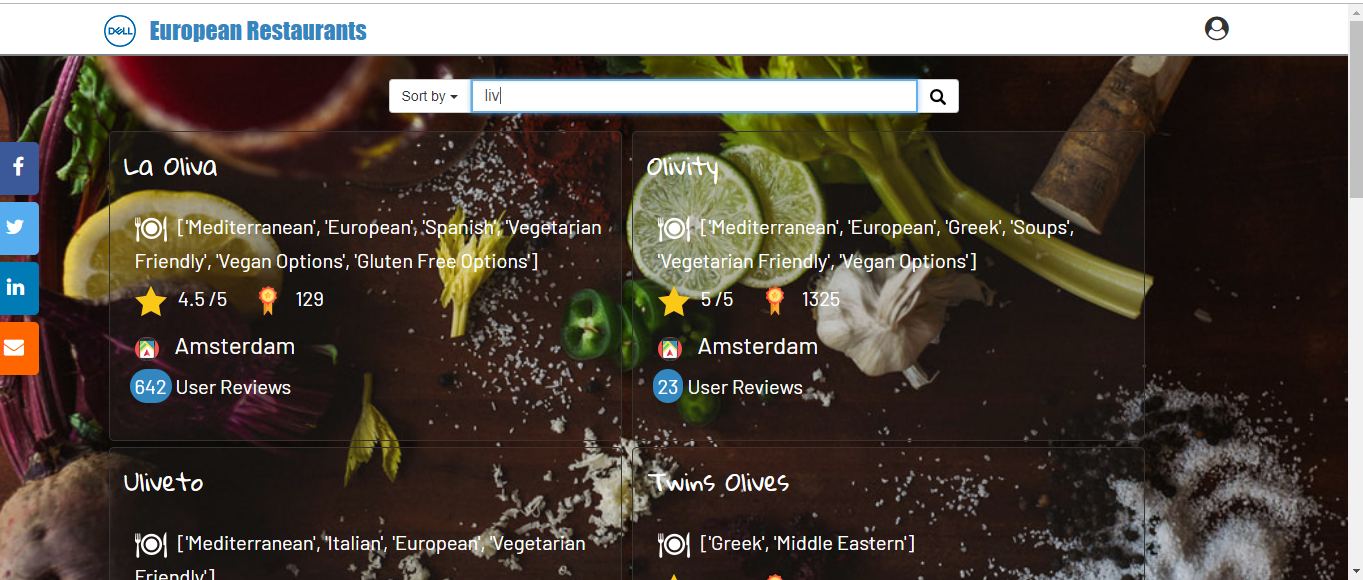 DELL European Restaurants
Sort by liv
La Oliva
['Mediterranean', 'European', 'Spanish', 'Vegetarian
Friendly', 'Vegan Options', 'Gluten Free Options']
4.5 /5 129
Amsterdam
642 User Reviews
Olivity
['Mediterranean', 'European', 'Greek', 'Soups',
'Vegetarian Friendly', 'Vegan Options']
5 /5 1325
Amsterdam
23 User Reviews
Uliveto
['Mediterranean', 'Italian', 'European', 'Vegetarian
Friendly']
Twins Olives
['Greek', 'Middle Eastern']